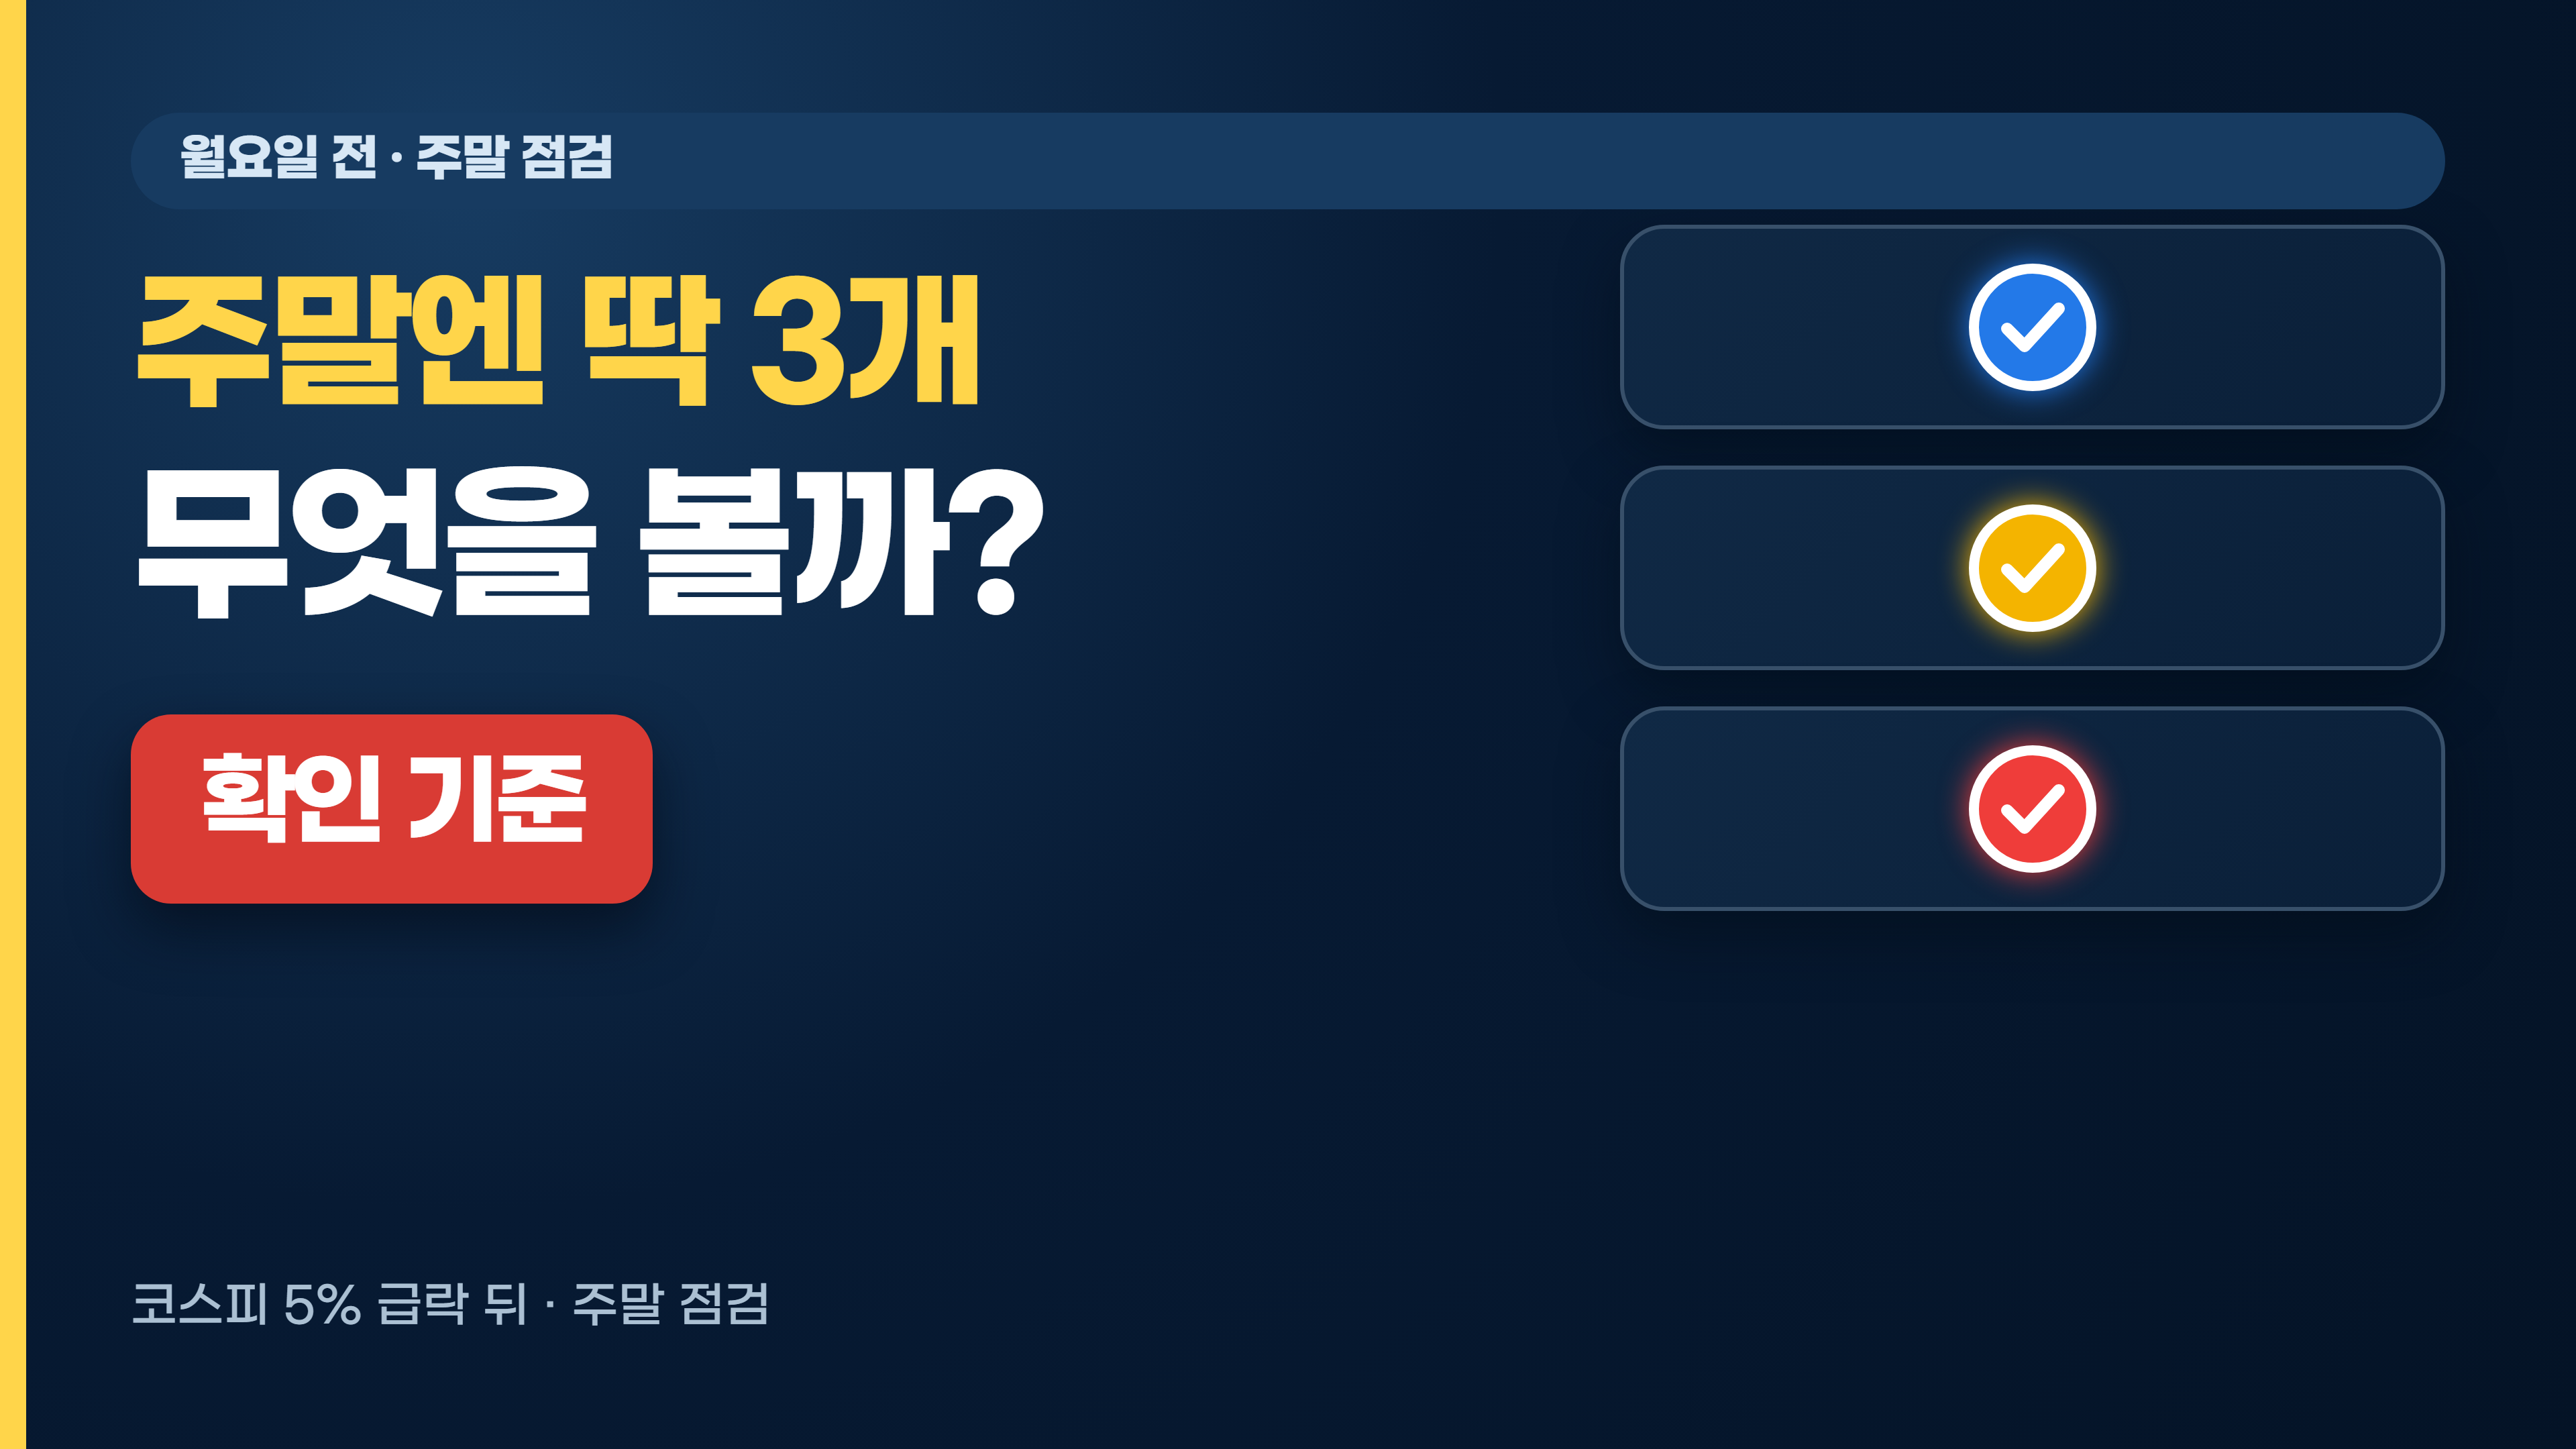 월요일 전 · 주말 점검
주말엔 딱 3개
무엇을 볼까?
확인 기준
코스피 5% 급락 뒤 · 주말 점검